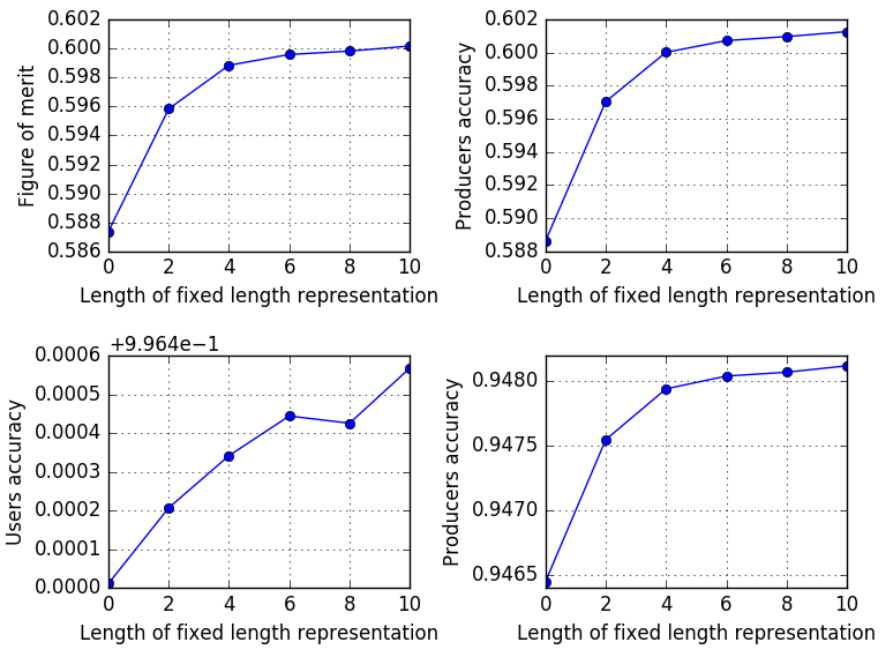 0.602
0.600
0.598
0.596
0.594
0.592
0.590
0.588
0.586
Figure of merit
0 2 4 6 8 10
Length of fixed length representation
0.602
0.600
0.598
0.596
0.594
0.592
0.590
0.588
Producers accuracy
0 2 4 6 8 10
Length of fixed length representation
+9.964e−1
0.0006
0.0005
0.0004
0.0003
0.0002
0.0001
0.0000
Users accuracy
0 2 4 6 8 10
Length of fixed length representation
0.9480
0.9475
0.9470
0.9465
Producers accuracy
0 2 4 6 8 10
Length of fixed length representation